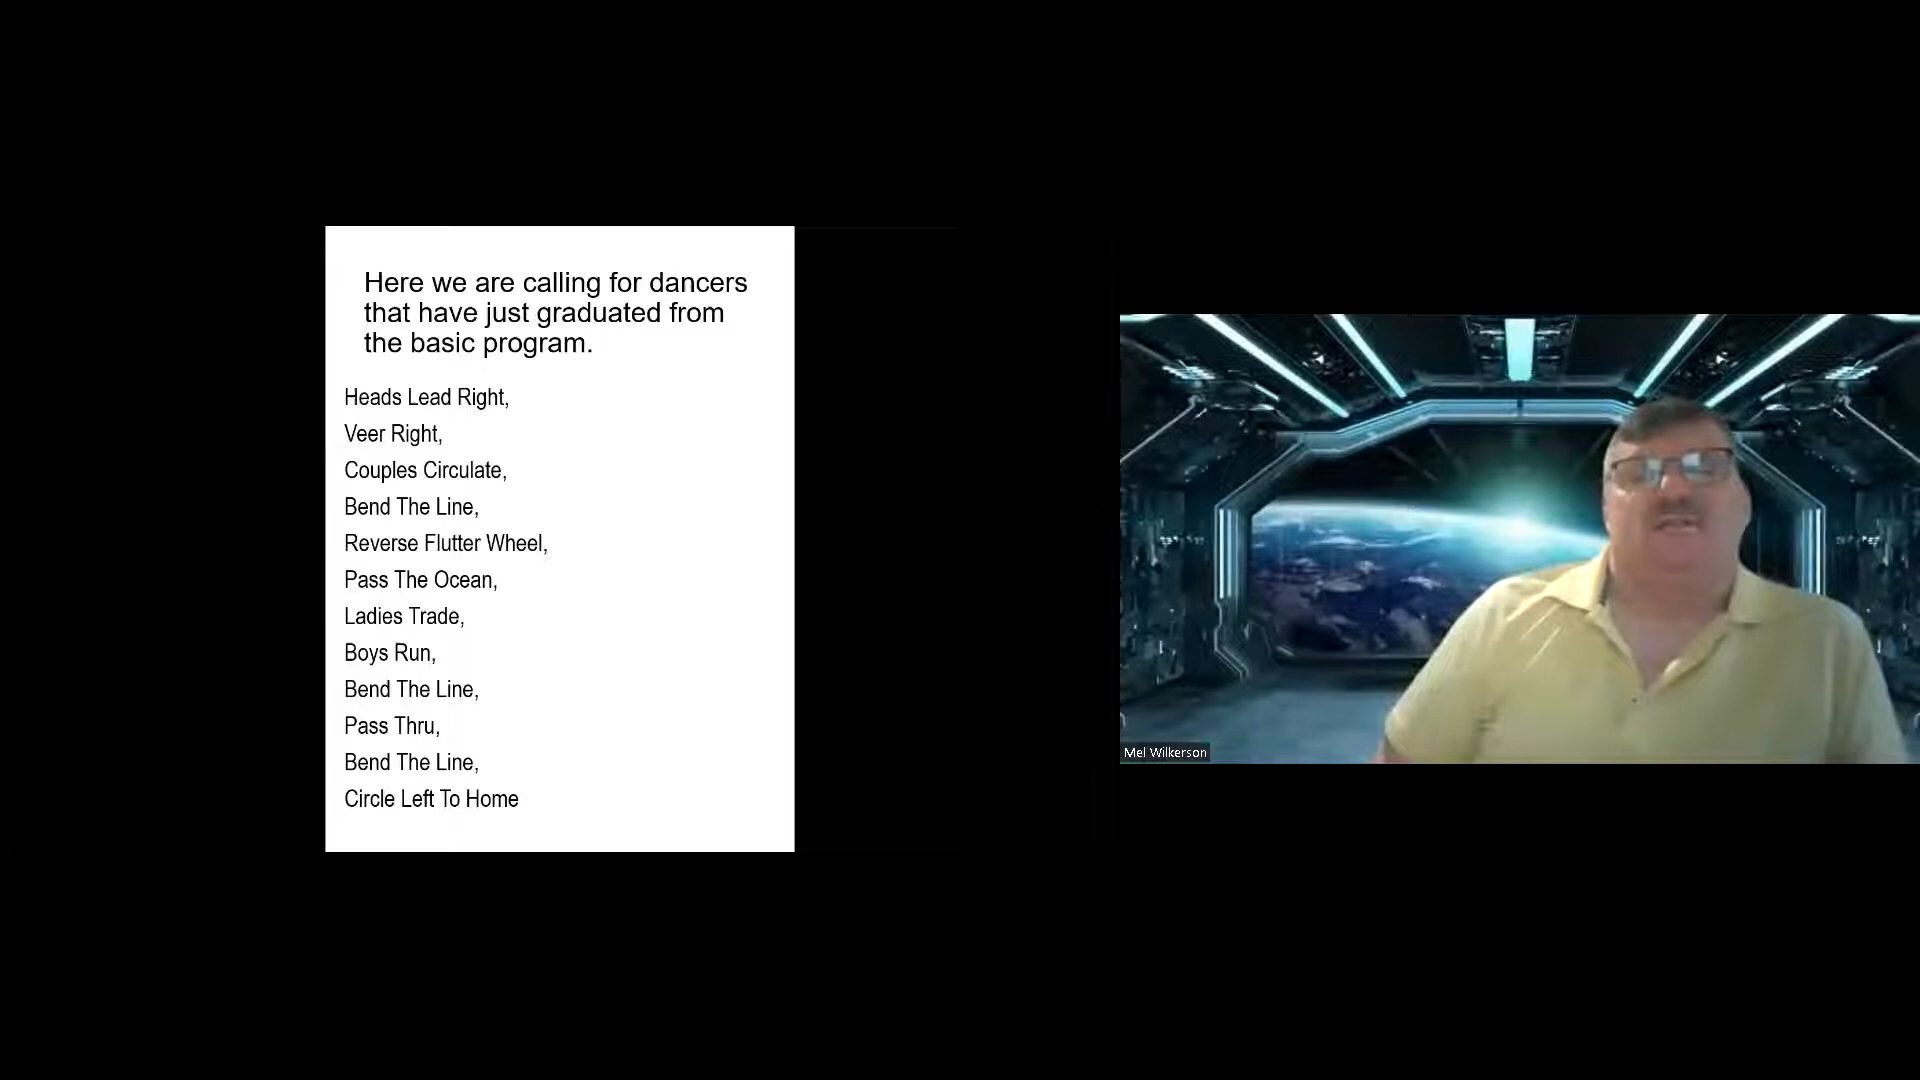 Here we are calling for dancers
that have just graduated from
the basic program.
Heads Lead Right,
Veer Right,
Couples Circulate,
Bend The Line,
Reverse Flutter Wheel,
Pass The Ocean,
Ladies Trade,
Boys Run,
Bend The Line,
Pass Thru,
Bend The Line,
Circle Left To Home
Mel Wilkerson